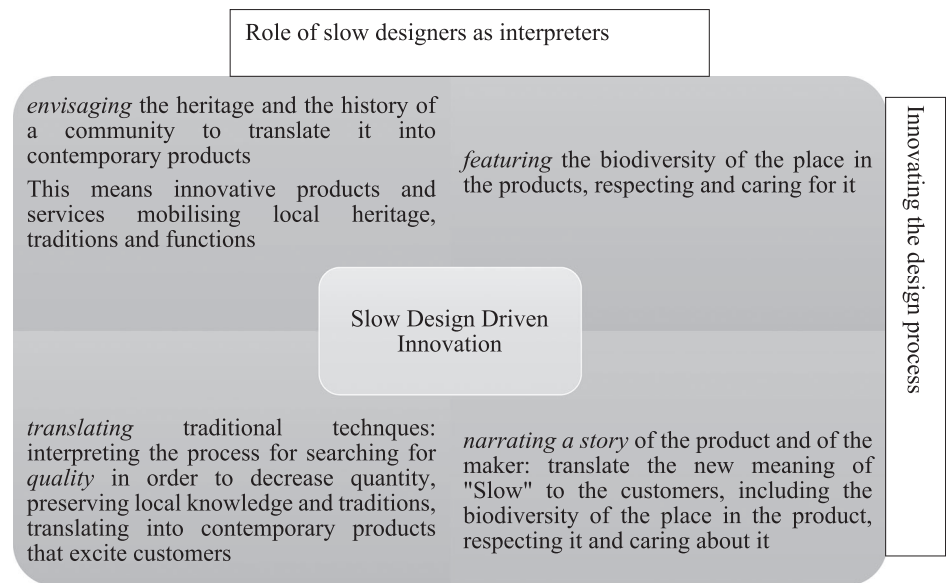 Role of slow designers as interpreters
envisaging the heritage and the history of
a community to translate it into
contemporary products
This means innovative products and
services mobilising local heritage,
traditions and functions
featuring the biodiversity of the place in
the products, respecting and caring for it
Innovating the design process
Slow Design Driven
Innovation
translating traditional technques:
interpreting the process for searching for
quality in order to decrease quantity,
preserving local knowledge and traditions,
translating into contemporary products
that excite customers
narrating a story of the product and of the
maker: translate the new meaning of
"Slow" to the customers, including the
biodiversity of the place in the product,
respecting it and caring about it